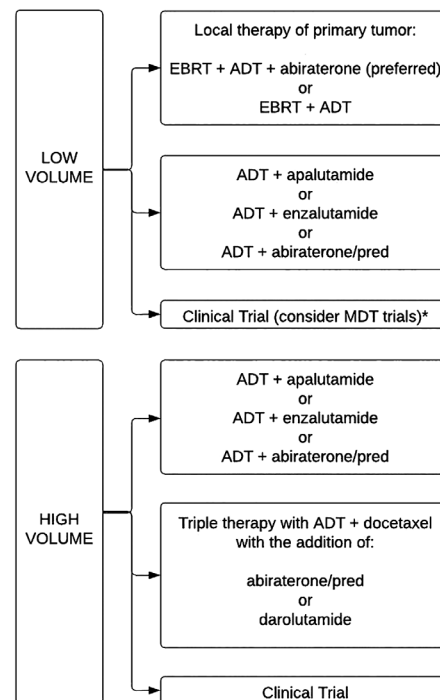 LOW
VOLUME
Local therapy of primary tumor:
EBRT + ADT + abiraterone (preferred)
or
EBRT + ADT
ADT + apalutamide
or
ADT + enzalutamide
or
ADT + abiraterone/pred
Clinical Trial (consider MDT trials)*
HIGH
VOLUME
ADT + apalutamide
or
ADT + enzalutamide
or
ADT + abiraterone/pred
Triple therapy with ADT + docetaxel
with the addition of:
abiraterone/pred
or
darolutamide
Clinical Trial